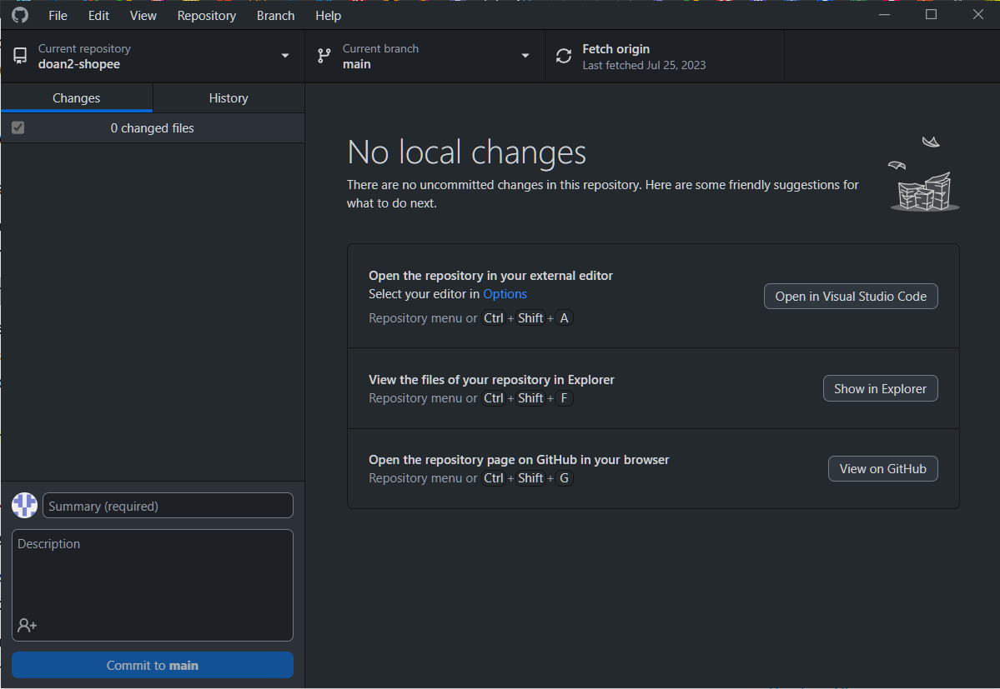 File Edit View Repository Branch Help
Current repository
doan2-shopee
Current branch
main
Fetch origin
Last fetched Jul 25, 2023
Changes History
0 changed files
No local changes
There are no uncommitted changes in this repository. Here are some friendly suggestions for
what to do next.
Open the repository in your external editor
Select your editor in Options
Repository menu or Ctrl + Shift + A
Open in Visual Studio Code
View the files of your repository in Explorer
Repository menu or Ctrl + Shift + F
Show in Explorer
Open the repository page on GitHub in your browser
Repository menu or Ctrl + Shift + G
View on GitHub
Summary (required)
Description
Commit to main